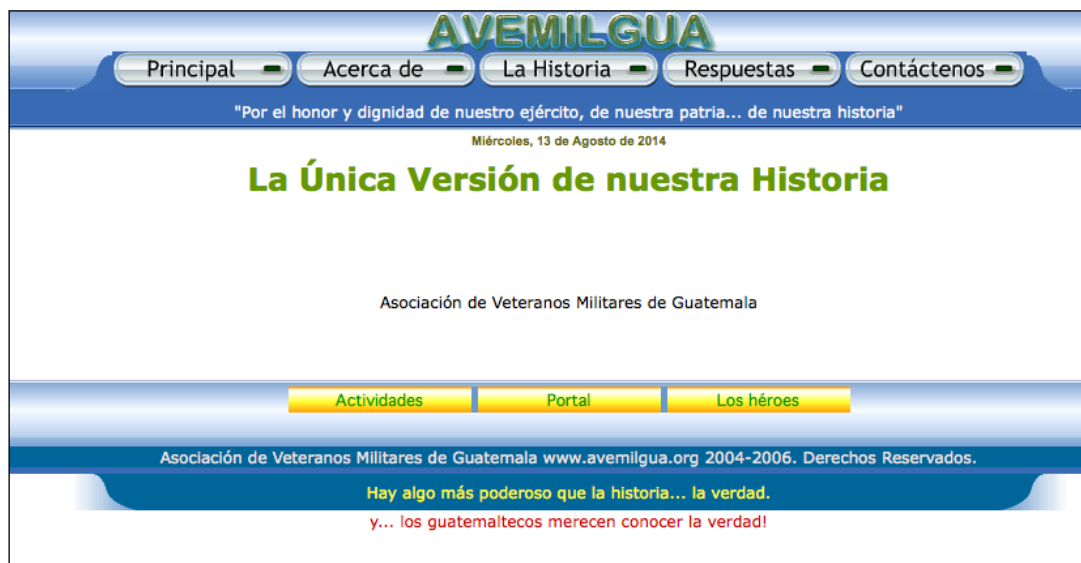 AVEMILGUA
Principal Acerca de La Historia Respuestas Contáctenos
"Por el honor y dignidad de nuestro ejército, de nuestra patria... de nuestra historia"
Miércoles, 13 de Agosto de 2014
La Única Versión de nuestra Historia
Asociación de Veteranos Militares de Guatemala
Actividades Portal Los héroes
Asociación de Veteranos Militares de Guatemala www.avemilgua.org 2004-2006. Derechos Reservados.
Hay algo más poderoso que la historia... la verdad.
y... los guatemaltecos merecen conocer la verdad!